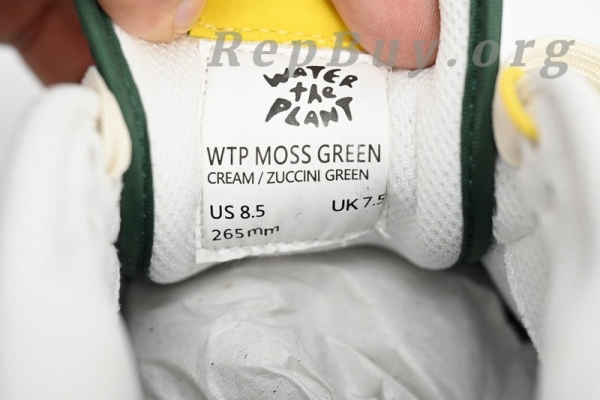 RepBuy.org
WATER
the
PLANT
WTP MOSS GREEN
CREAM / ZUCCINI GREEN
US 8.5 UK 7.5
265mm